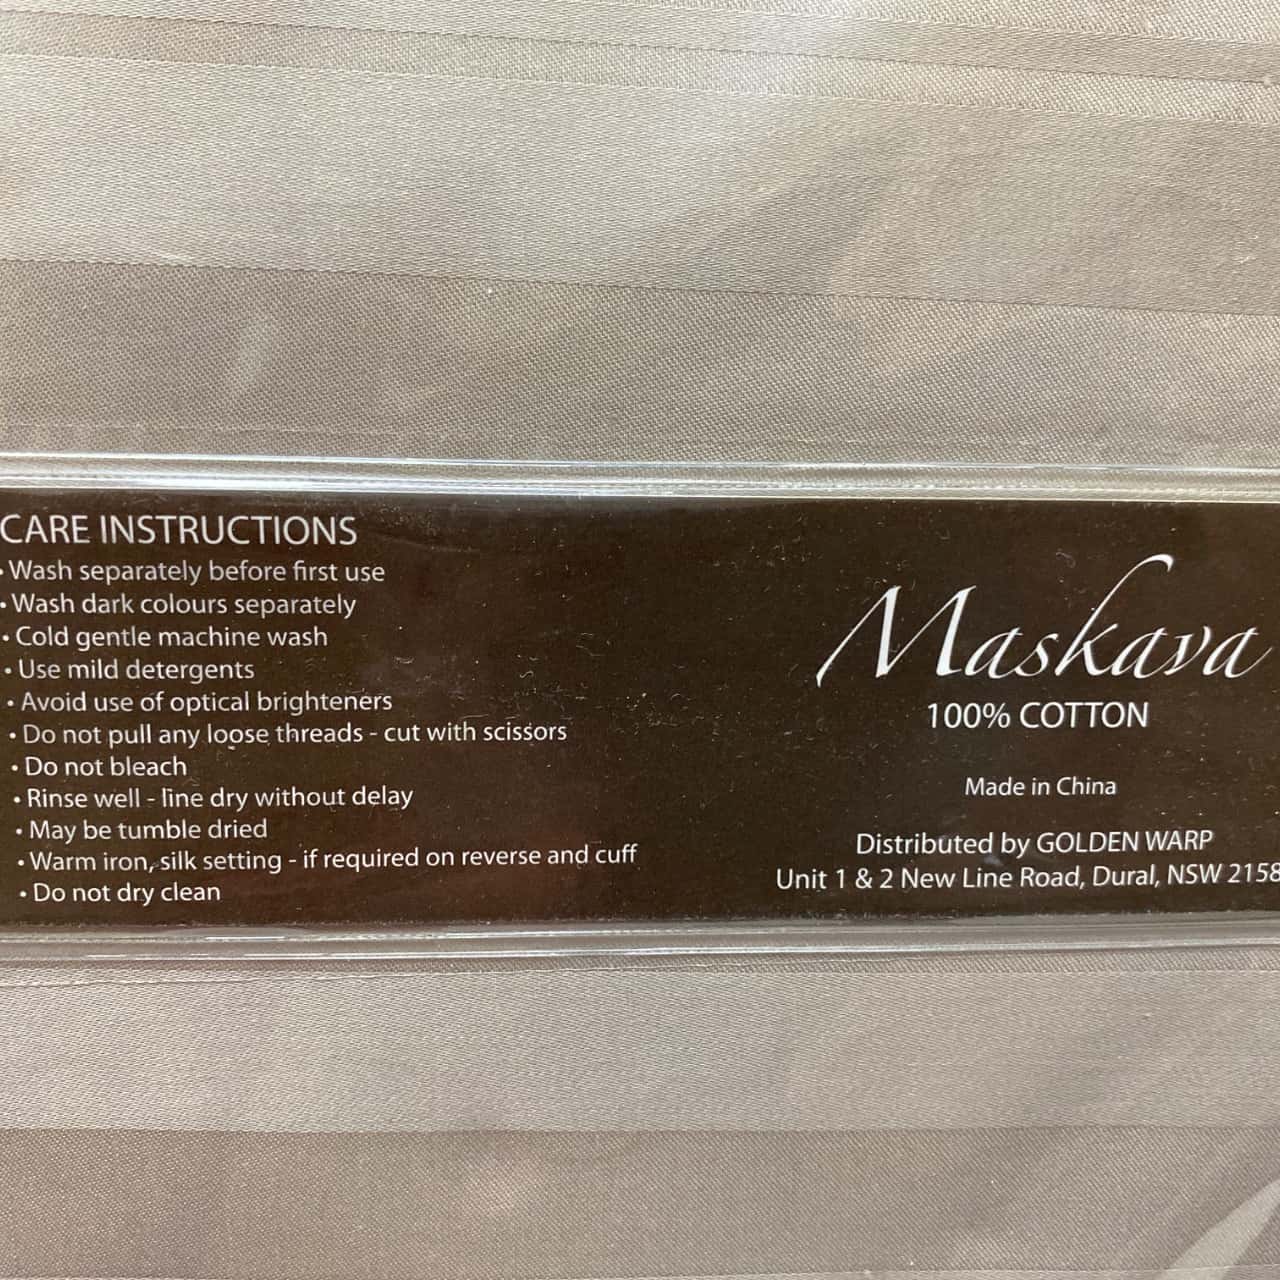 CARE INSTRUCTIONS
• Wash separately before first use
• Wash dark colours separately
• Cold gentle machine wash
• Use mild detergents
• Avoid use of optical brighteners
• Do not pull any loose threads - cut with scissors
• Do not bleach
• Rinse well - line dry without delay
• May be tumble dried
• Warm iron, silk setting - if required on reverse and cuff
• Do not dry clean
Maskava
100% COTTON
Made in China
Distributed by GOLDEN WARP
Unit 1 & 2 New Line Road, Dural, NSW 2158